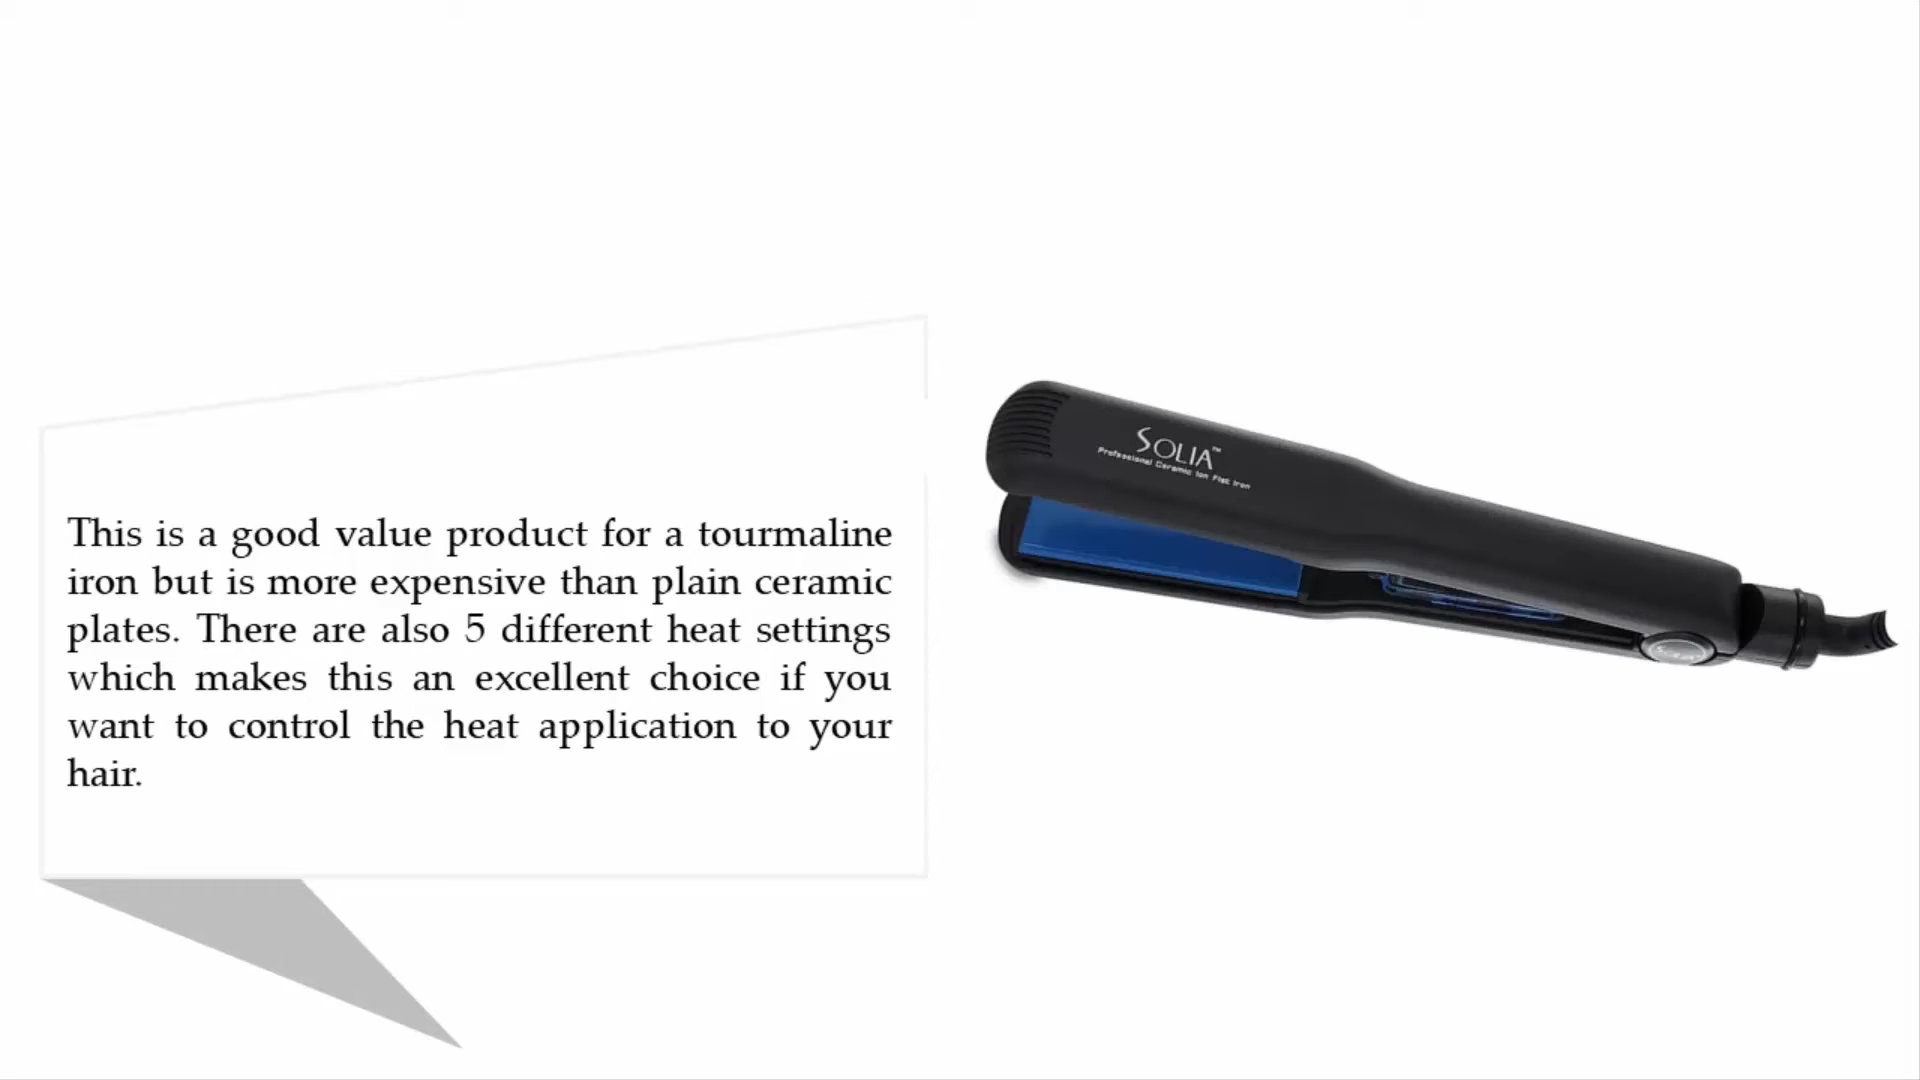 This is a good value product for a tourmaline
iron but is more expensive than plain ceramic
plates. There are also 5 different heat settings
which makes this an excellent choice if you
want to control the heat application to your
hair.
SOLIA™
Professional Ceramic Ion Flat Iron
SOLIA